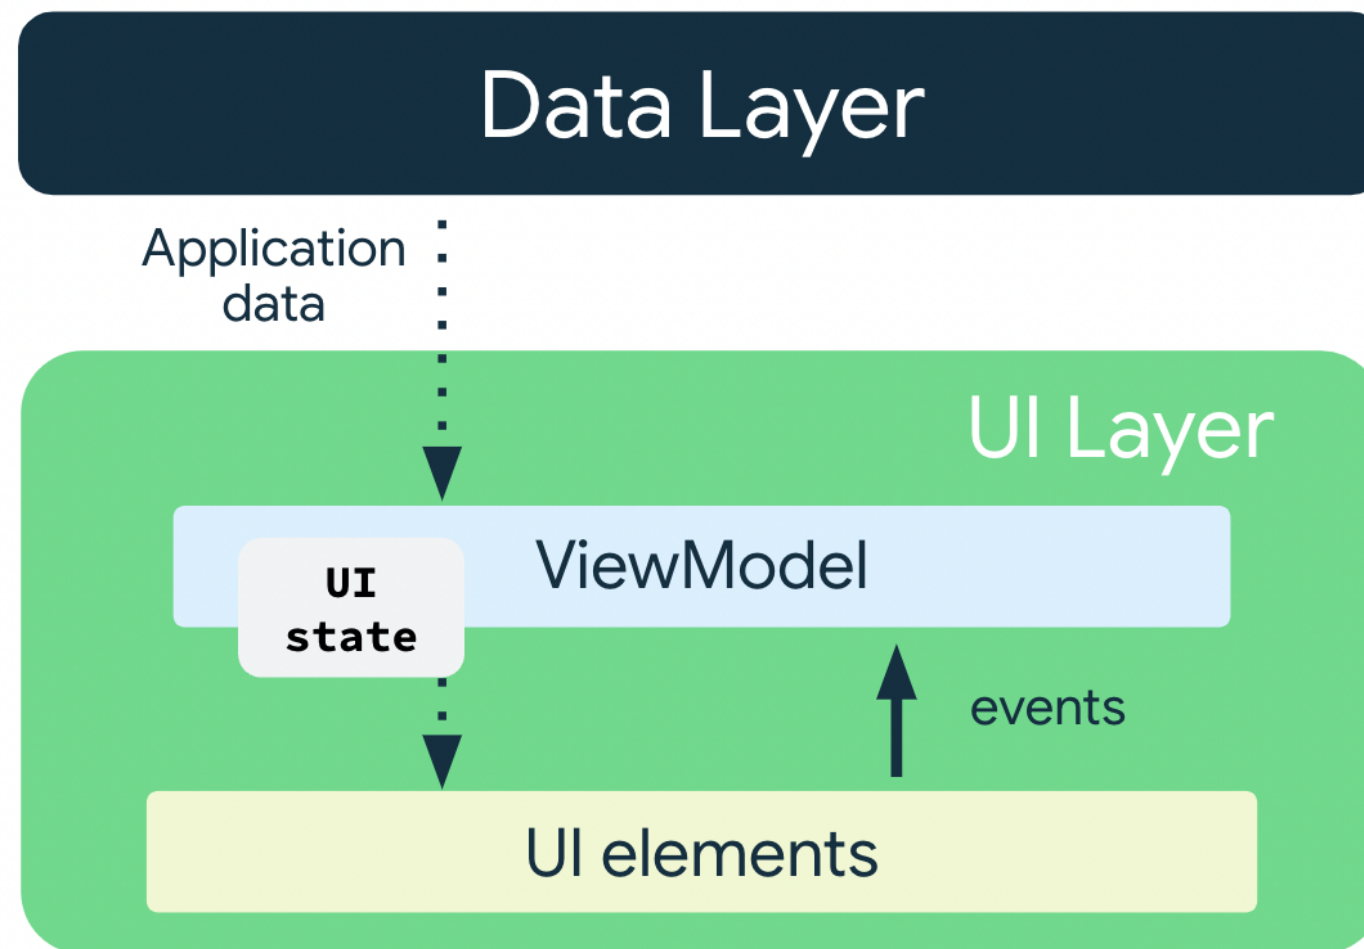 Data Layer
Application
data
UI Layer
ViewModel
UI
state
events
UI elements